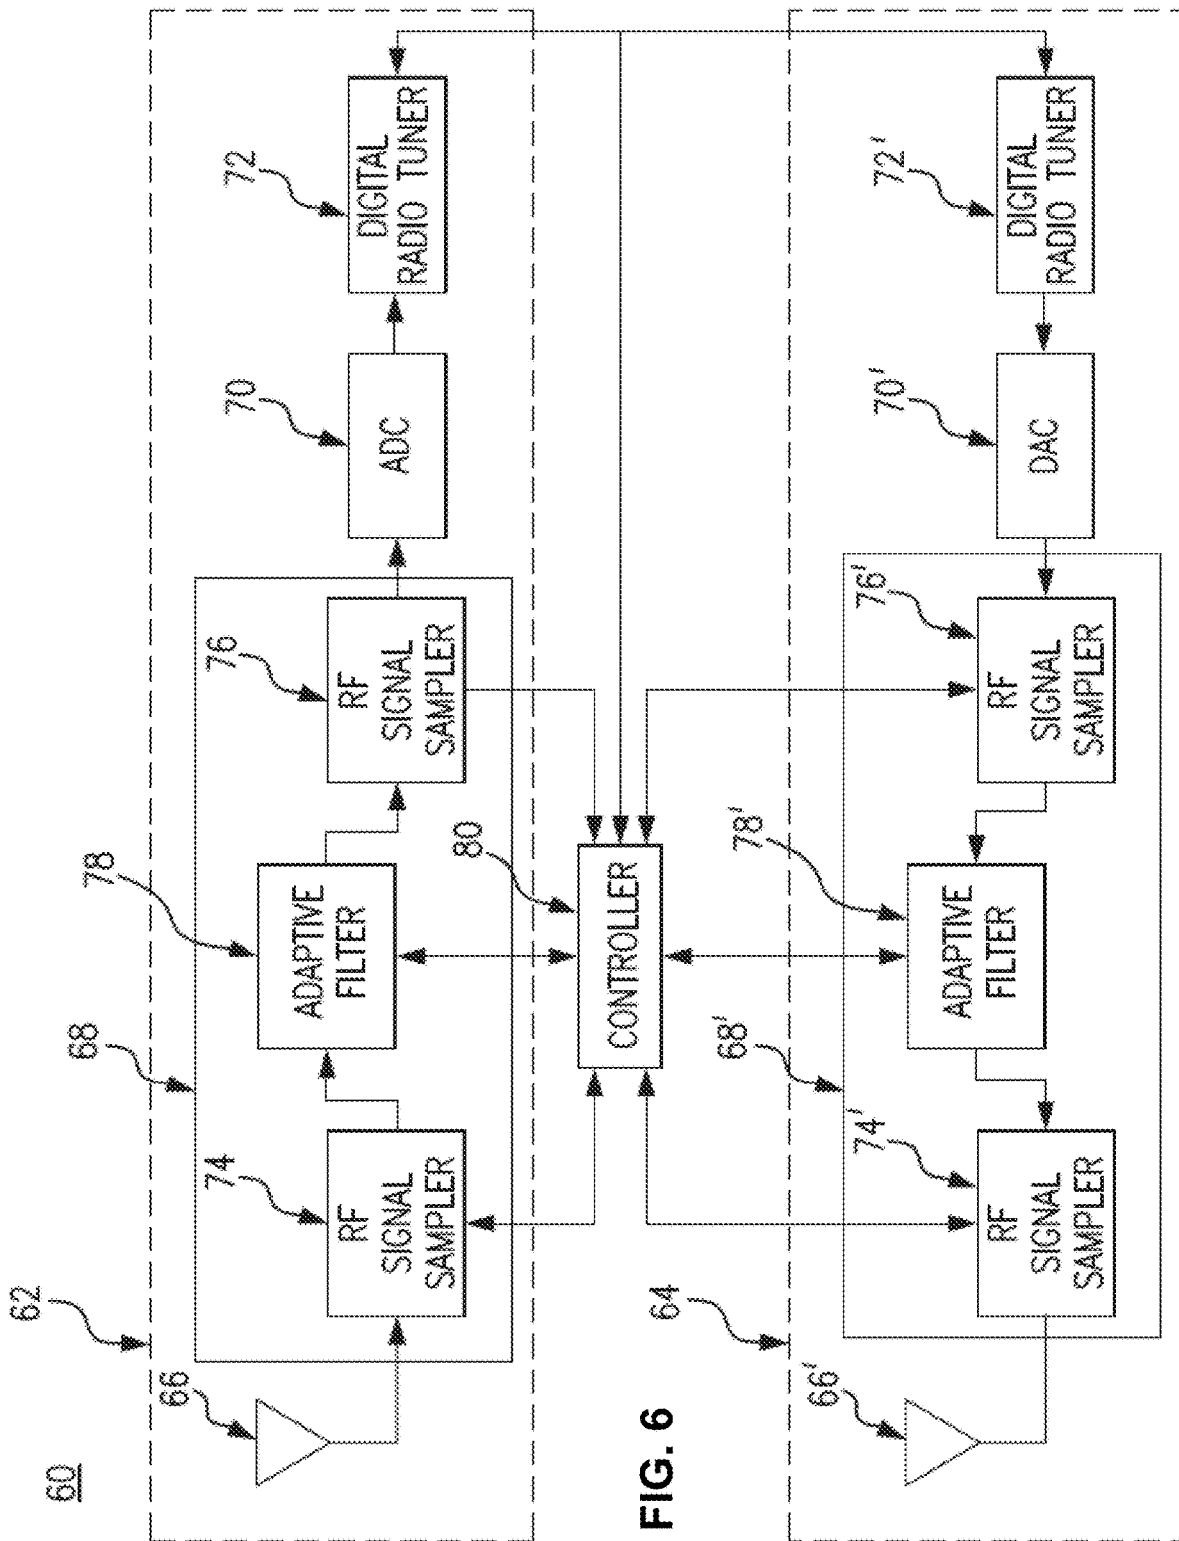 60
62
66
68
74
RF
SIGNAL
SAMPLER
78
ADAPTIVE
FILTER
76
RF
SIGNAL
SAMPLER
70
ADC
72
DIGITAL
RADIO TUNER
80
CONTROLLER
FIG. 6
64
66'
68'
74'
RF
SIGNAL
SAMPLER
78'
ADAPTIVE
FILTER
76'
RF
SIGNAL
SAMPLER
70'
DAC
72'
DIGITAL
RADIO TUNER